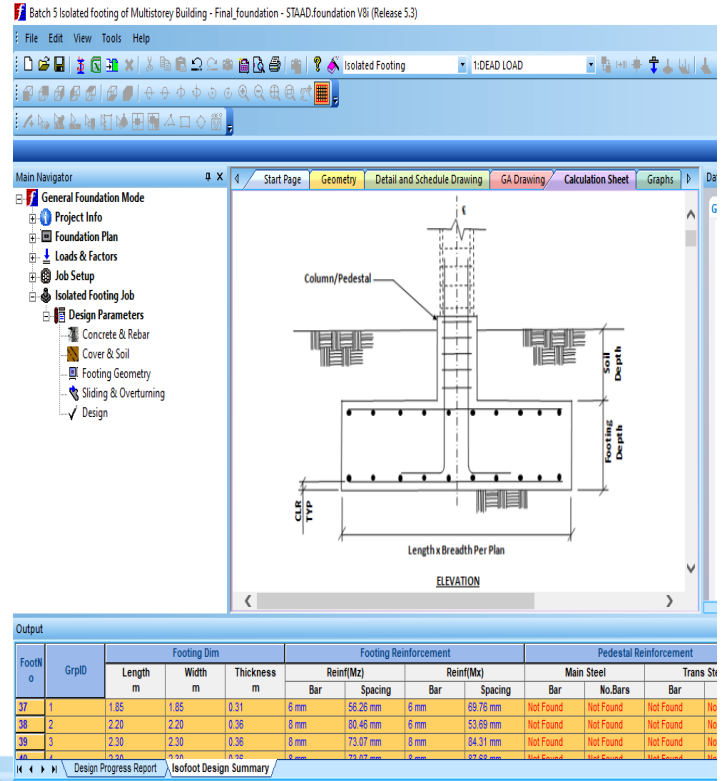 Batch 5 Isolated footing of Multistorey Building - Final_foundation - STAAD.foundation V8i (Release 5.3)
File Edit View Tools Help
Isolated Footing 1:DEAD LOAD
Main Navigator
General Foundation Mode
Project Info
Foundation Plan
Loads & Factors
Job Setup
Isolated Footing Job
Design Parameters
Concrete & Rebar
Cover & Soil
Footing Geometry
Sliding & Overturning
Design
Start Page Geometry Detail and Schedule Drawing GA Drawing Calculation Sheet Graphs
Column/Pedestal
Soil Depth
Footing Depth
CLR TYP
Length x Breadth Per Plan
ELEVATION
Output
FootNo GrpID Footing Dim Footing Reinforcement Pedestal Reinforcement
Length Width Thickness Reinf(Mz) Reinf(Mx) Main Steel Trans Ste
m m m Bar Spacing Bar Spacing Bar No.Bars Bar
37 1 1.85 1.85 0.31 6 mm 56.26 mm 6 mm 69.76 mm Not Found Not Found Not Found No
38 2 2.20 2.20 0.36 8 mm 80.46 mm 6 mm 53.69 mm Not Found Not Found Not Found No
39 3 2.30 2.30 0.36 8 mm 73.07 mm 8 mm 84.31 mm Not Found Not Found Not Found No
Design Progress Report Isofoot Design Summary